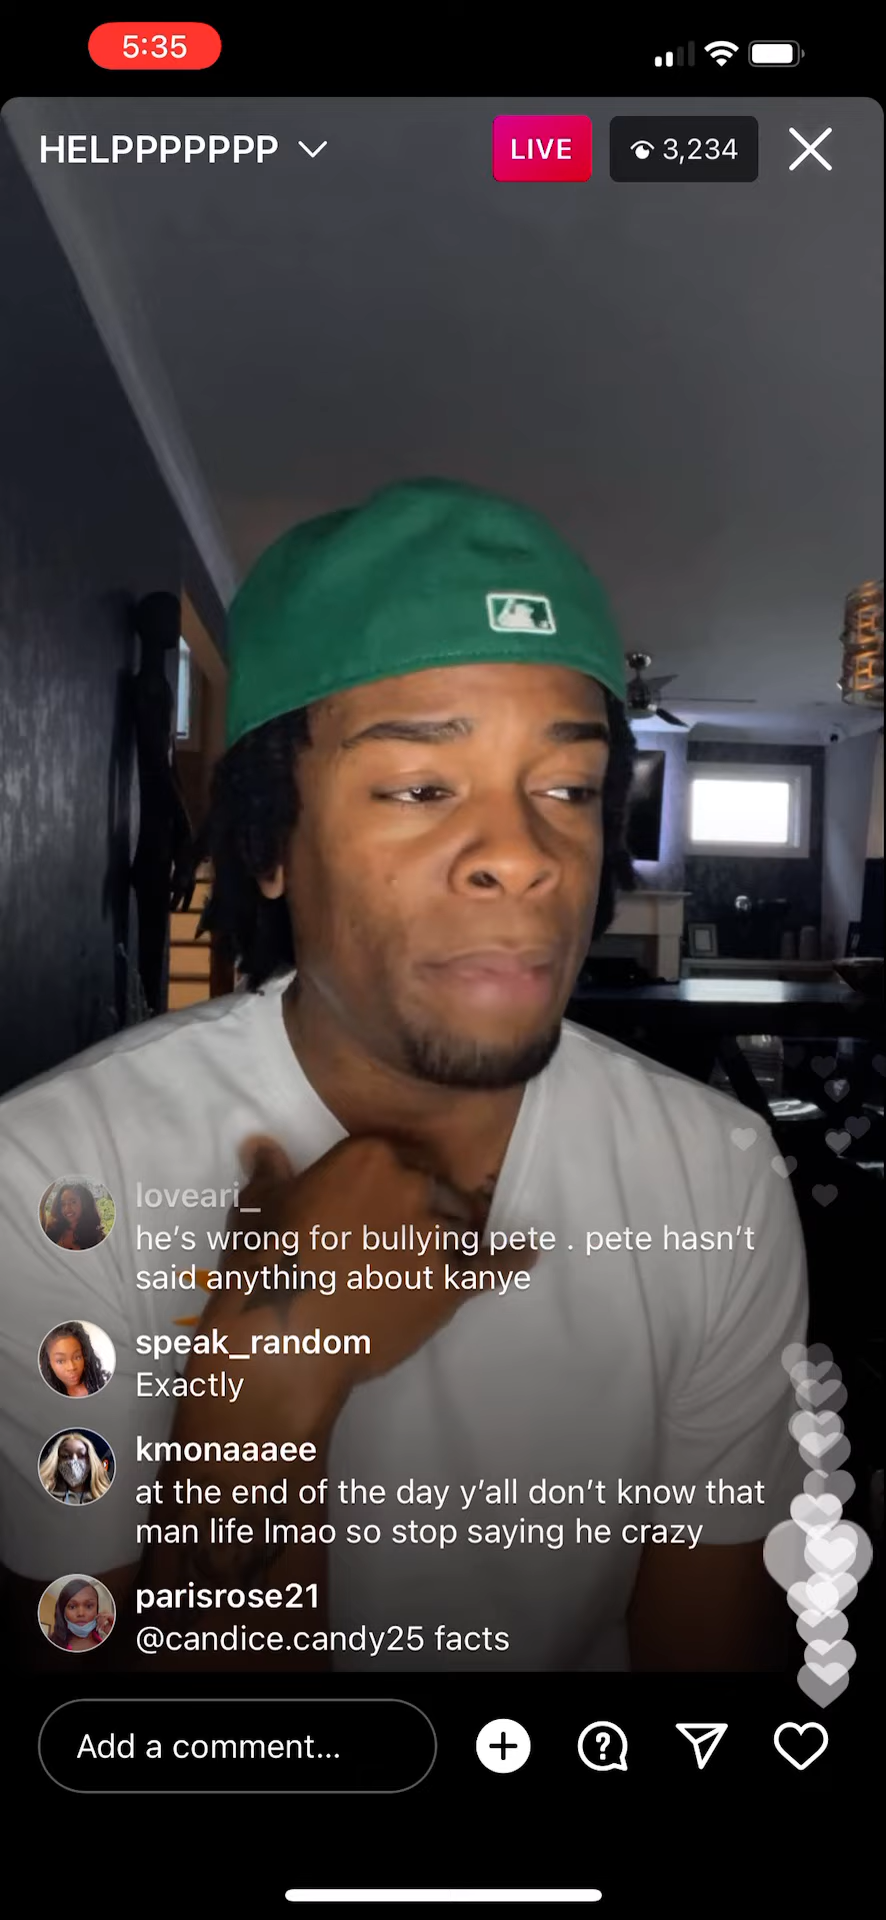 5:35
HELPPPPPPP
LIVE
3,234
loveari_
he’s wrong for bullying pete . pete hasn’t
said anything about kanye
speak_random
Exactly
kmonaaaee
at the end of the day y’all don’t know that
man life lmao so stop saying he crazy
parisrose21
@candice.candy25 facts
Add a comment...